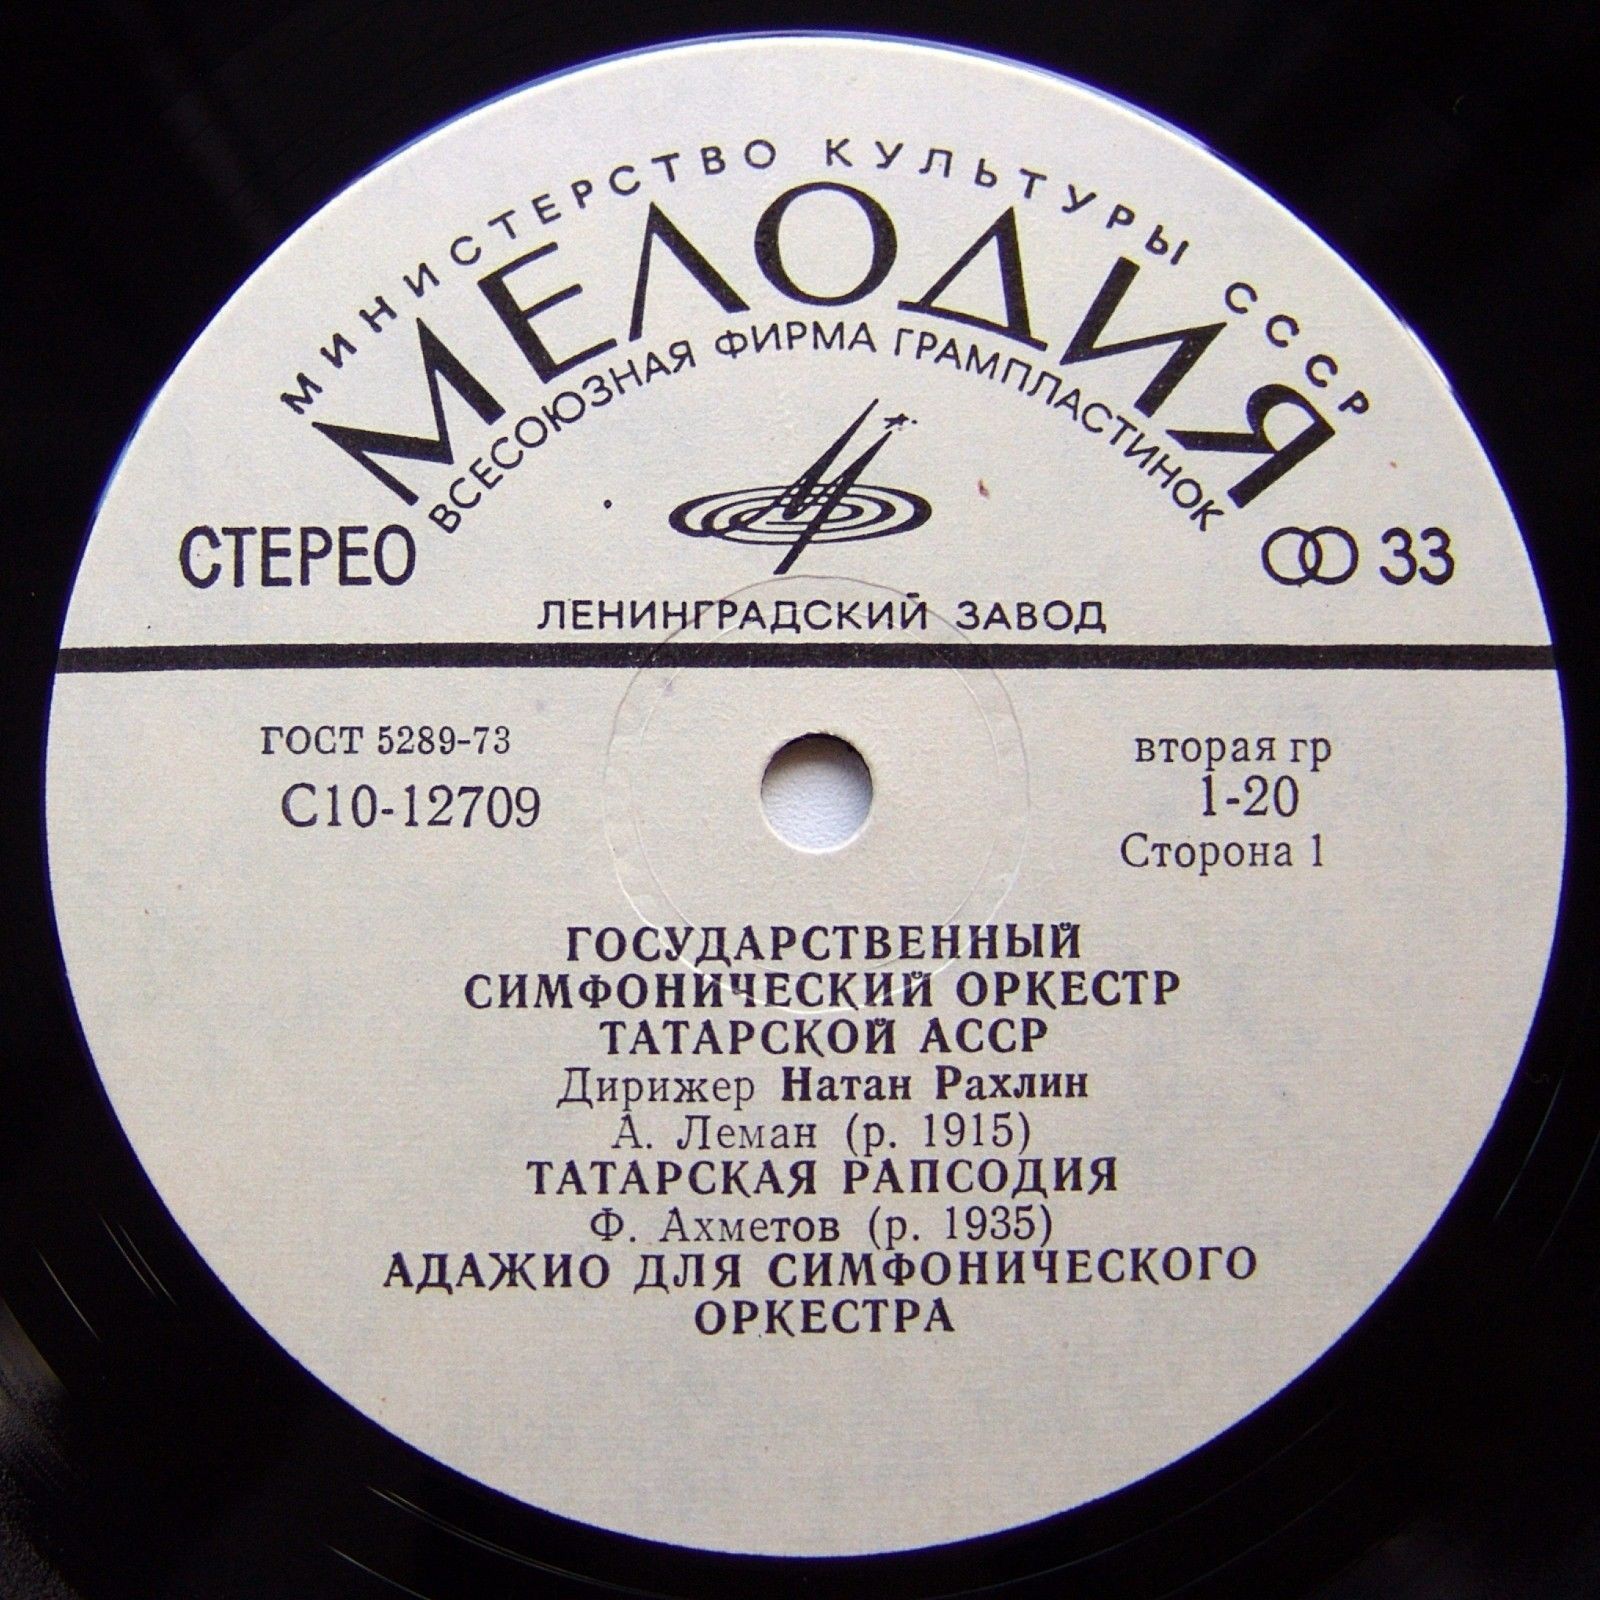 МИНИСТЕРСТВО КУЛЬТУРЫ СССР
МЕЛОДИЯ
ВСЕСОЮЗНАЯ ФИРМА ГРАМПЛАСТИНОК
СТЕРЕО
33
ЛЕНИНГРАДСКИЙ ЗАВОД
ГОСТ 5289-73
С10-12709
вторая гр
1-20
Сторона 1
ГОСУДАРСТВЕННЫЙ
СИМФОНИЧЕСКИЙ ОРКЕСТР
ТАТАРСКОЙ АССР
Дирижер Натан Рахлин
А. Леман (р. 1915)
ТАТАРСКАЯ РАПСОДИЯ
Ф. Ахметов (р. 1935)
АДАЖИО ДЛЯ СИМФОНИЧЕСКОГО
ОРКЕСТРА